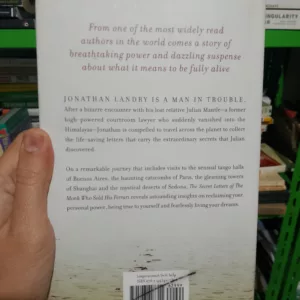 From one of the most widely read
authors in the world comes a story of
breathtaking power and dazzling suspense
about what it means to be fully alive
JONATHAN LANDRY IS A MAN IN TROUBLE.
After a bizarre encounter with his lost relative Julian Mantle—a former
high powered courtroom lawyer who suddenly vanished into the
Himalayas—Jonathan is compelled to travel across the planet to collect
the life-saving letters that carry the extraordinary secrets that Julian
discovered.
On a remarkable journey that includes visits to the sensual tango halls
of Buenos Aires, the haunting catacombs of Paris, the gleaming towers
of Shanghai and the mystical deserts of Sedona, The Secret Letters of The
Monk Who Sold His Ferrari reveals astonishing insights on reclaiming your
personal power, being true to yourself and fearlessly living your dreams.
INGULARITY